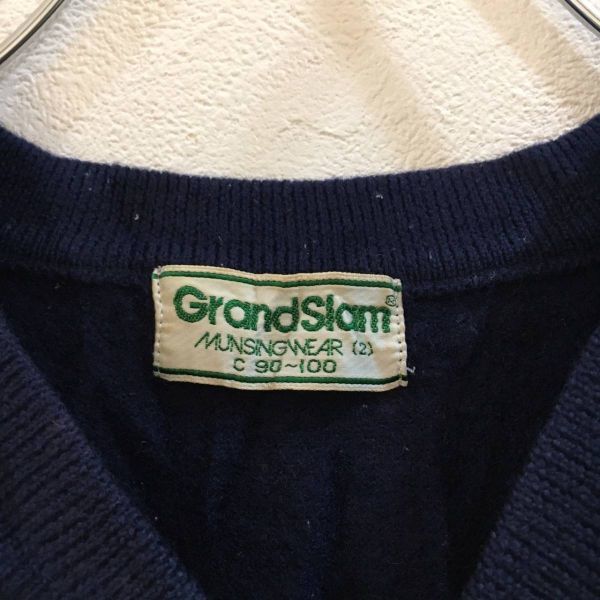 GrandSlam®
MUNSINGWEAR (2)
C 90~100